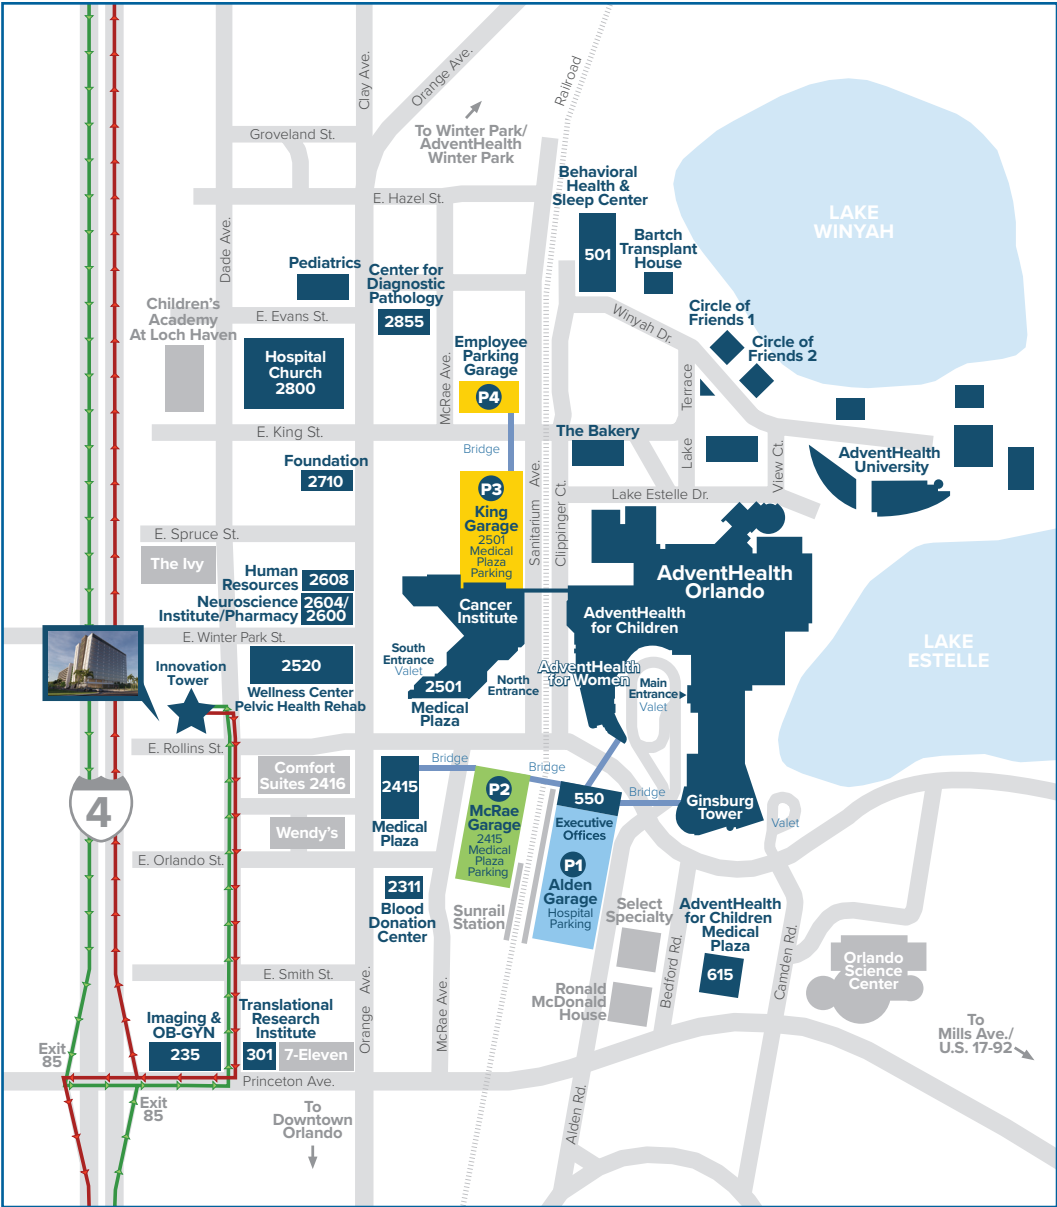 Clay Ave.
Orange Ave.
Railroad
Groveland St.
To Winter Park/
AdventHealth
Winter Park
E. Hazel St.
Behavioral
Health &
Sleep Center
501
Bartch
Transplant
House
LAKE
WINYAH
Dade Ave.
Pediatrics
Center for
Diagnostic
Pathology
2855
Children's
Academy
At Loch Haven
E. Evans St.
Winyah Dr.
Circle of
Friends 1
Circle of
Friends 2
Hospital
Church
2800
Employee
Parking
Garage
P4
McRae Ave.
Lake Terrace
E. King St.
Bridge
The Bakery
View Ct.
AdventHealth
University
Foundation
2710
P3
King
Garage
2501
Medical
Plaza
Parking
Sanitarium Ave.
Clippinger Ct.
Lake Estelle Dr.
E. Spruce St.
The Ivy
Human
Resources
2608
Neuroscience
Institute/Pharmacy
2604/
2600
Cancer
Institute
AdventHealth
Orlando
AdventHealth
for Children
E. Winter Park St.
LAKE
ESTELLE
Innovation
Tower
2520
Wellness Center
Pelvic Health Rehab
South
Entrance
Valet
2501
Medical
Plaza
North
Entrance
AdventHealth
for Women
Main
Entrance
Valet
E. Rollins St.
Comfort
Suites 2416
2415
Medical
Plaza
Bridge
P2
McRae
Garage
2415
Medical
Plaza
Parking
Bridge
550
Executive
Offices
P1
Alden
Garage
Hospital
Parking
Bridge
Ginsburg
Tower
Valet
4
Wendy's
E. Orlando St.
2311
Blood
Donation
Center
Sunrail
Station
Select
Specialty
AdventHealth
for Children
Medical
Plaza
615
Bedford Rd.
Camden Rd.
Orlando
Science
Center
E. Smith St.
Orange Ave.
McRae Ave.
Ronald
McDonald
House
Imaging &
OB-GYN
235
Translational
Research
Institute
301
7-Eleven
To
Mills Ave./
U.S. 17-92
Exit
85
Princeton Ave.
Exit
85
To
Downtown
Orlando
Alden Rd.